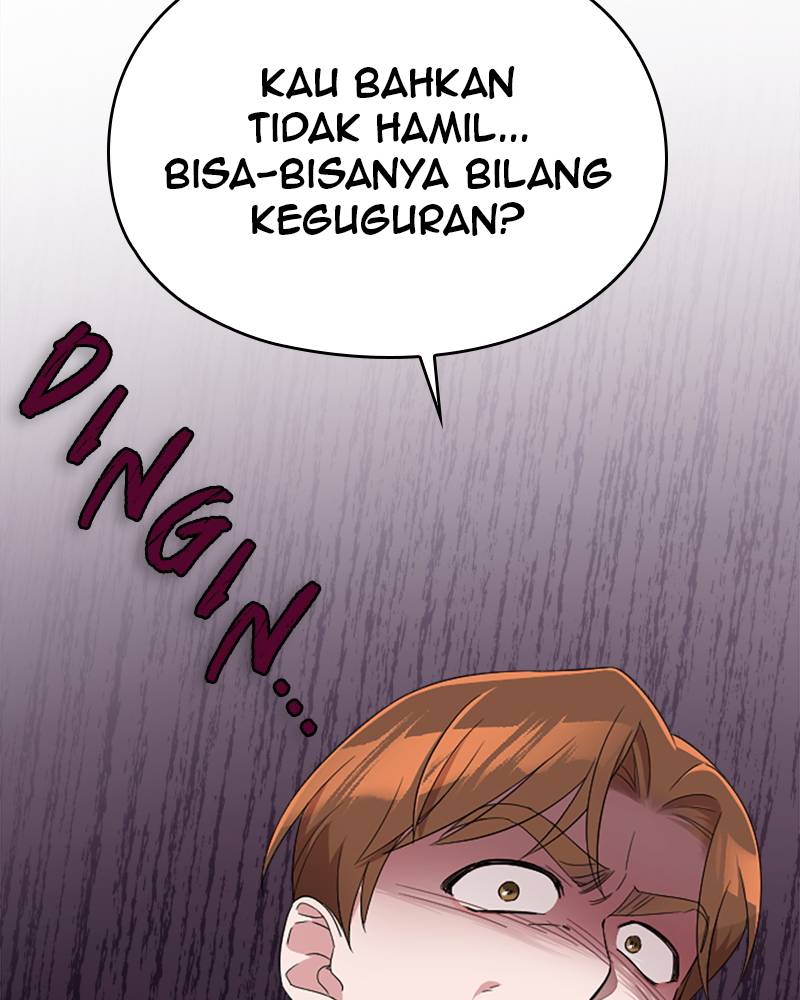 KAU BAHKAN
TIDAK HAMIL...
BISA-BISANYA BILANG
KEGUGURAN?
DINGIN...